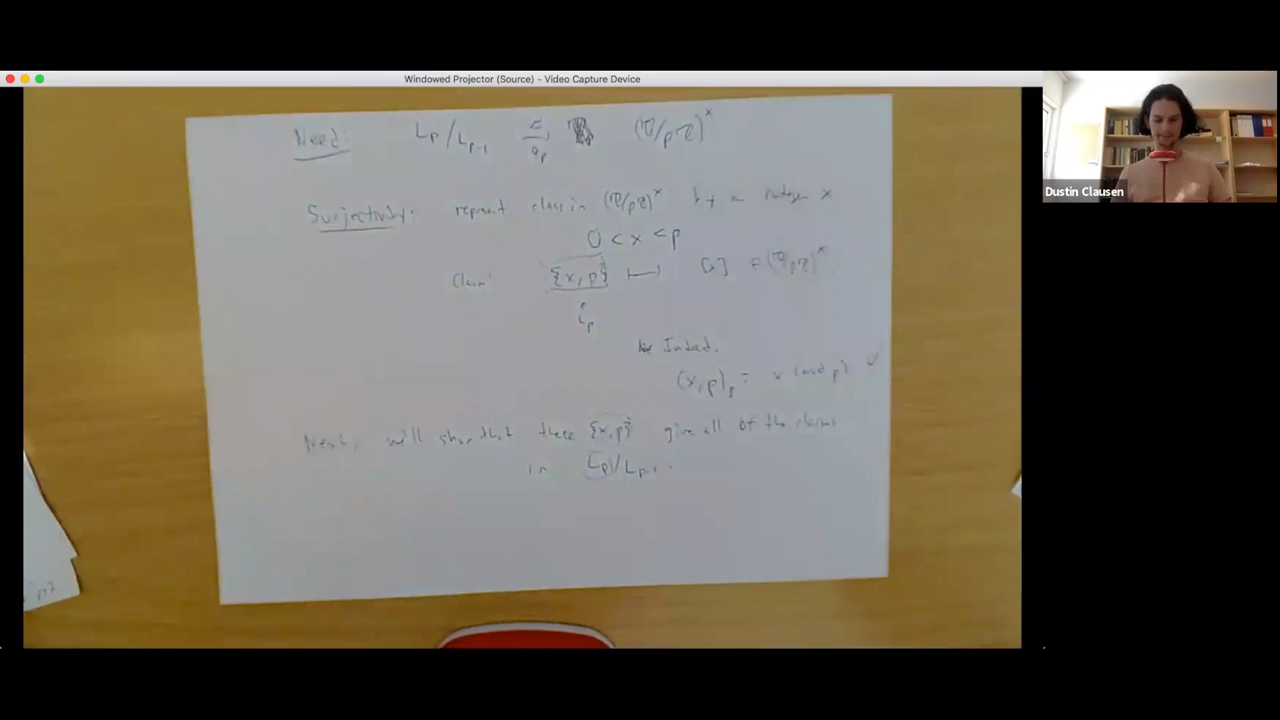 Windowed Projector (Source) - Video Capture Device
Dustin Clausen
Need: L_p/L_{p-1} ≅ a_p (ℤ/pℤ)^×
Surjectivity: represent class in (ℤ/pℤ)^× by an integer x
0 < x < p
Claim: {x,p} ⟼ [x] ∈ (ℤ/pℤ)^×
L_p
Indeed,
(x,p)_p = x (mod p) ✓
Next, will show that these {x,p} give all of the
in L_p/L_{p-1}.